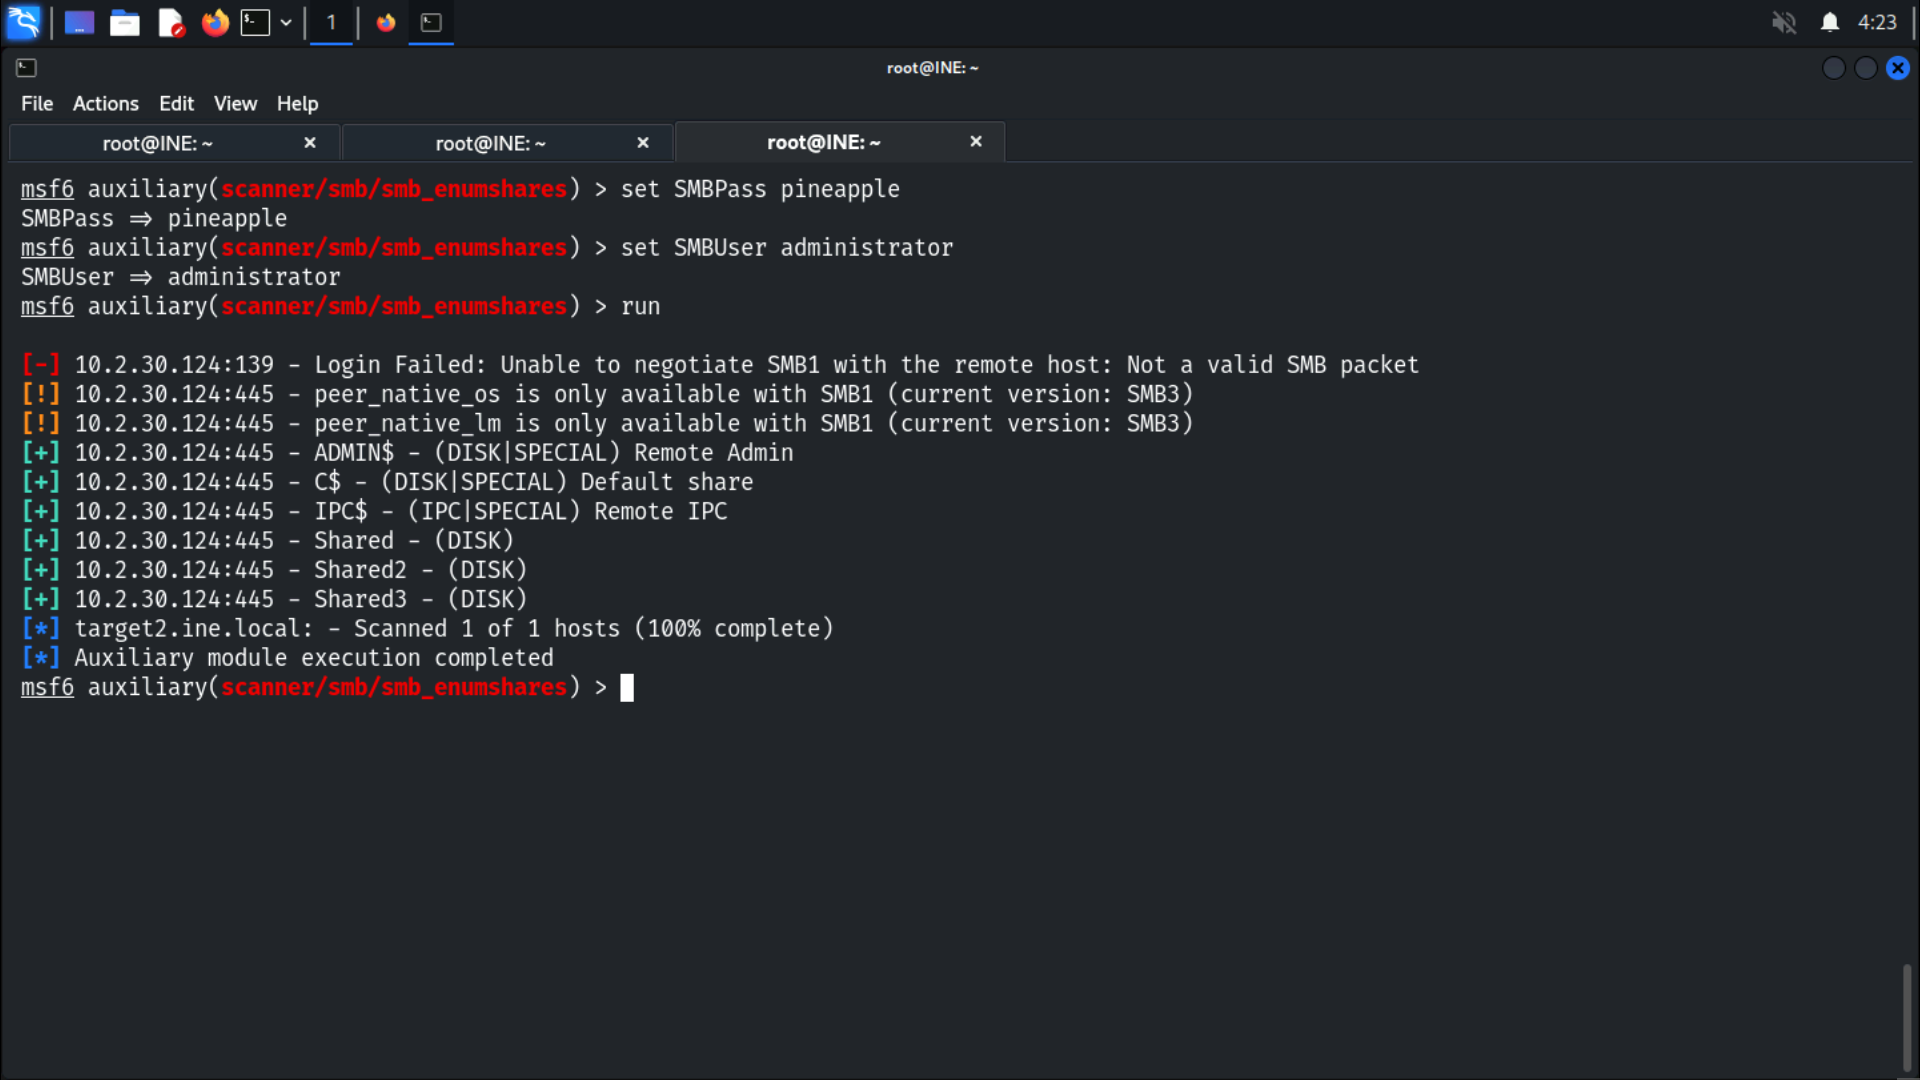 1
4:23
root@INE: ~
File Actions Edit View Help
root@INE: ~ × root@INE: ~ × root@INE: ~ ×
msf6 auxiliary(scanner/smb/smb_enumshares) > set SMBPass pineapple
SMBPass ⇒ pineapple
msf6 auxiliary(scanner/smb/smb_enumshares) > set SMBUser administrator
SMBUser ⇒ administrator
msf6 auxiliary(scanner/smb/smb_enumshares) > run
[-] 10.2.30.124:139 - Login Failed: Unable to negotiate SMB1 with the remote host: Not a valid SMB packet
[!] 10.2.30.124:445 - peer_native_os is only available with SMB1 (current version: SMB3)
[!] 10.2.30.124:445 - peer_native_lm is only available with SMB1 (current version: SMB3)
[+] 10.2.30.124:445 - ADMIN$ - (DISK|SPECIAL) Remote Admin
[+] 10.2.30.124:445 - C$ - (DISK|SPECIAL) Default share
[+] 10.2.30.124:445 - IPC$ - (IPC|SPECIAL) Remote IPC
[+] 10.2.30.124:445 - Shared - (DISK)
[+] 10.2.30.124:445 - Shared2 - (DISK)
[+] 10.2.30.124:445 - Shared3 - (DISK)
[*] target2.ine.local: - Scanned 1 of 1 hosts (100% complete)
[*] Auxiliary module execution completed
msf6 auxiliary(scanner/smb/smb_enumshares) >